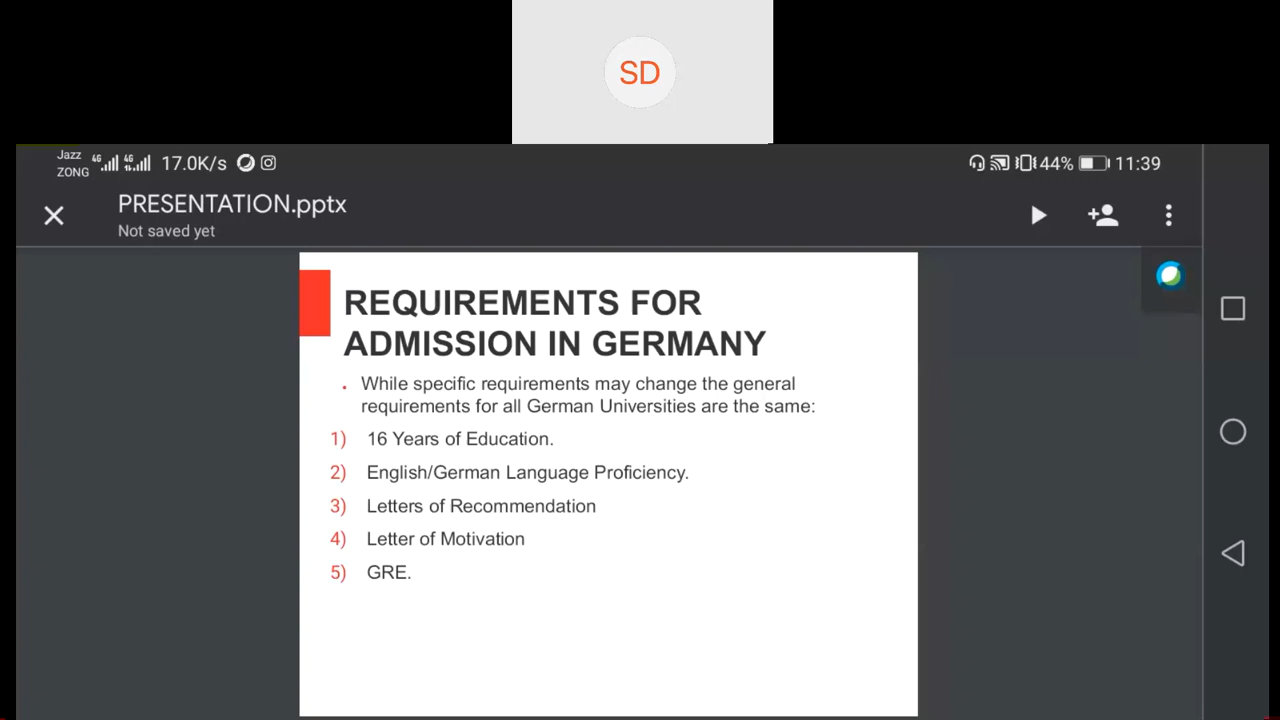 SD
Jazz
ZONG
4G 4G 17.0K/s 44% 11:39
PRESENTATION.pptx
Not saved yet
REQUIREMENTS FOR
ADMISSION IN GERMANY
• While specific requirements may change the general
requirements for all German Universities are the same:
1) 16 Years of Education.
2) English/German Language Proficiency.
3) Letters of Recommendation
4) Letter of Motivation
5) GRE.